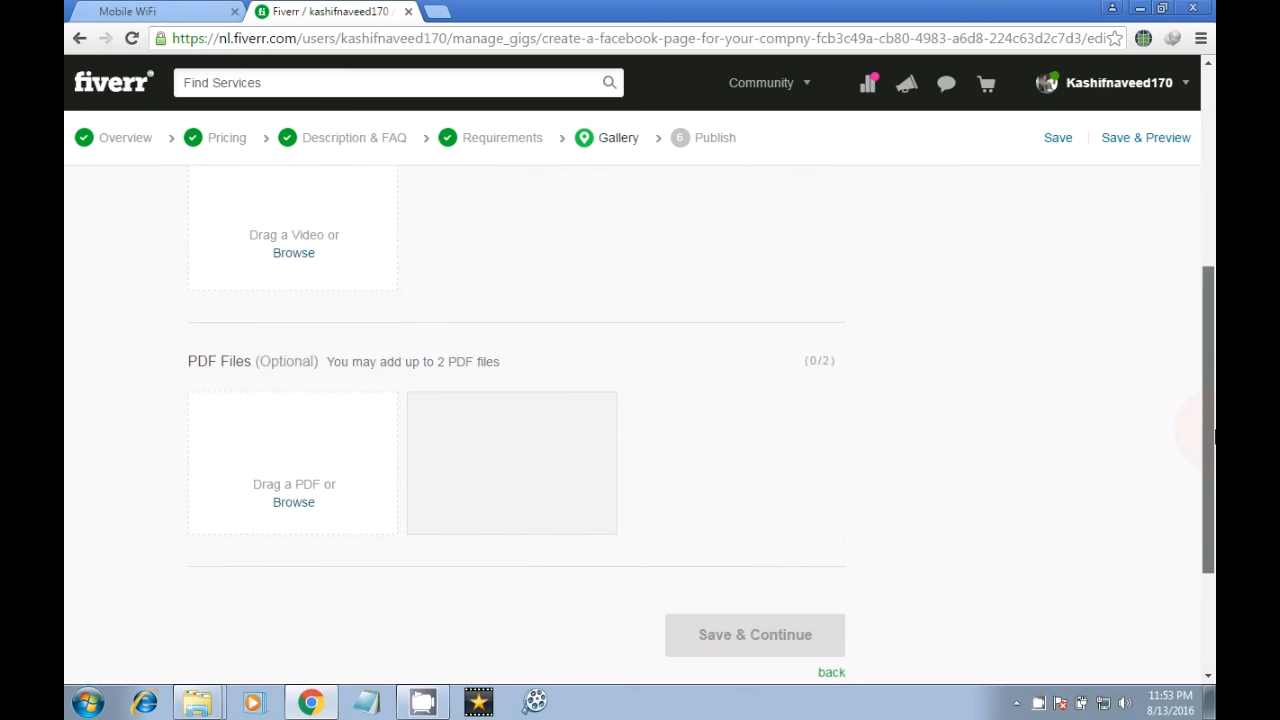 Mobile WiFi
Fiverr / kashifnaveed170 /
https://nl.fiverr.com/users/kashifnaveed170/manage_gigs/create-a-facebook-page-for-your-compny-fcb3c49a-cb80-4983-a6d8-224c63d2c7d3/edi
fiverr
Find Services
Community
Kashifnaveed170
Overview
Pricing
Description & FAQ
Requirements
Gallery
6 Publish
Save
Save & Preview
Drag a Video or
Browse
PDF Files (Optional) You may add up to 2 PDF files (0/2)
Drag a PDF or
Browse
Save & Continue
back
11:53 PM
8/13/2016